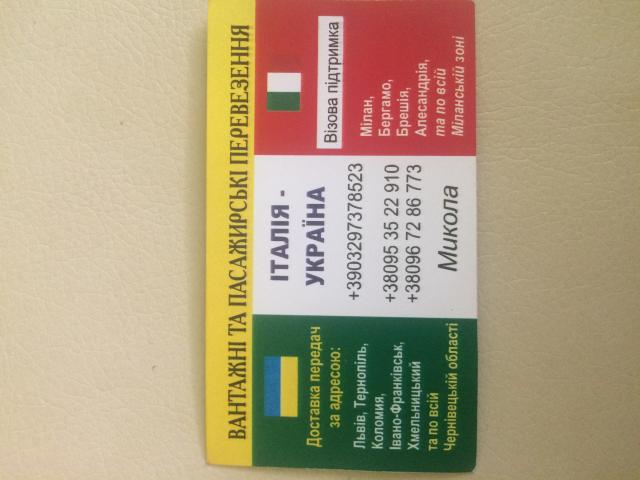 ВАНТАЖНІ ТА ПАСАЖИРСЬКІ ПЕРЕВЕЗЕННЯ
Доставка передач
за адресою:
Львів, Тернопіль,
Коломия,
Івано-Франківськ,
Хмельницький
та по всій
Чернівецькій області
ІТАЛІЯ -
УКРАЇНА
+3903297378523
+38095 35 22 910
+38096 72 86 773
Микола
Візова підтримка
Мілан,
Бергамо,
Брешія,
Алесандрія,
та по всій
Міланській зоні